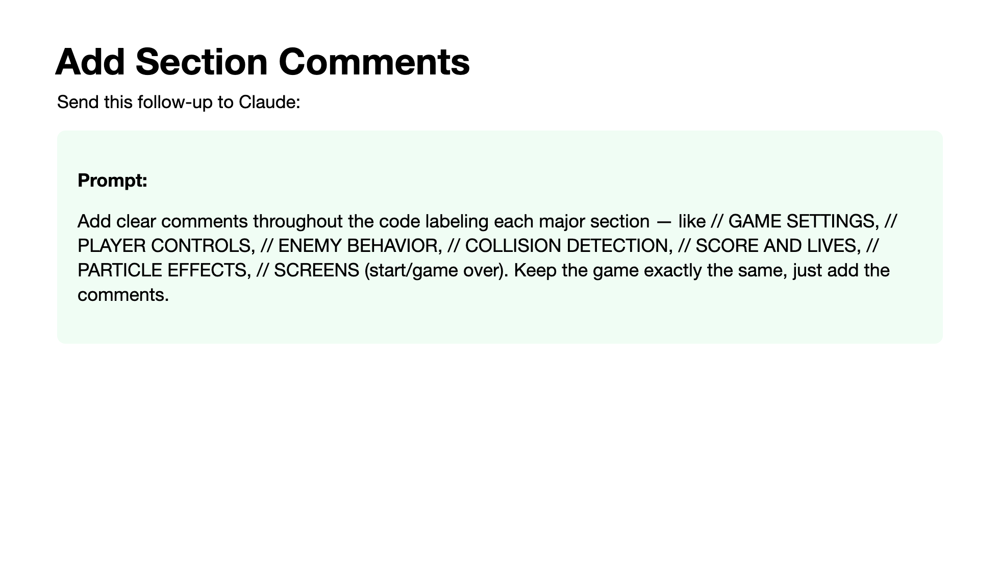 Add Section Comments
Send this follow-up to Claude:
Prompt:
Add clear comments throughout the code labeling each major section — like // GAME SETTINGS, //
PLAYER CONTROLS, // ENEMY BEHAVIOR, // COLLISION DETECTION, // SCORE AND LIVES, //
PARTICLE EFFECTS, // SCREENS (start/game over). Keep the game exactly the same, just add the
comments.